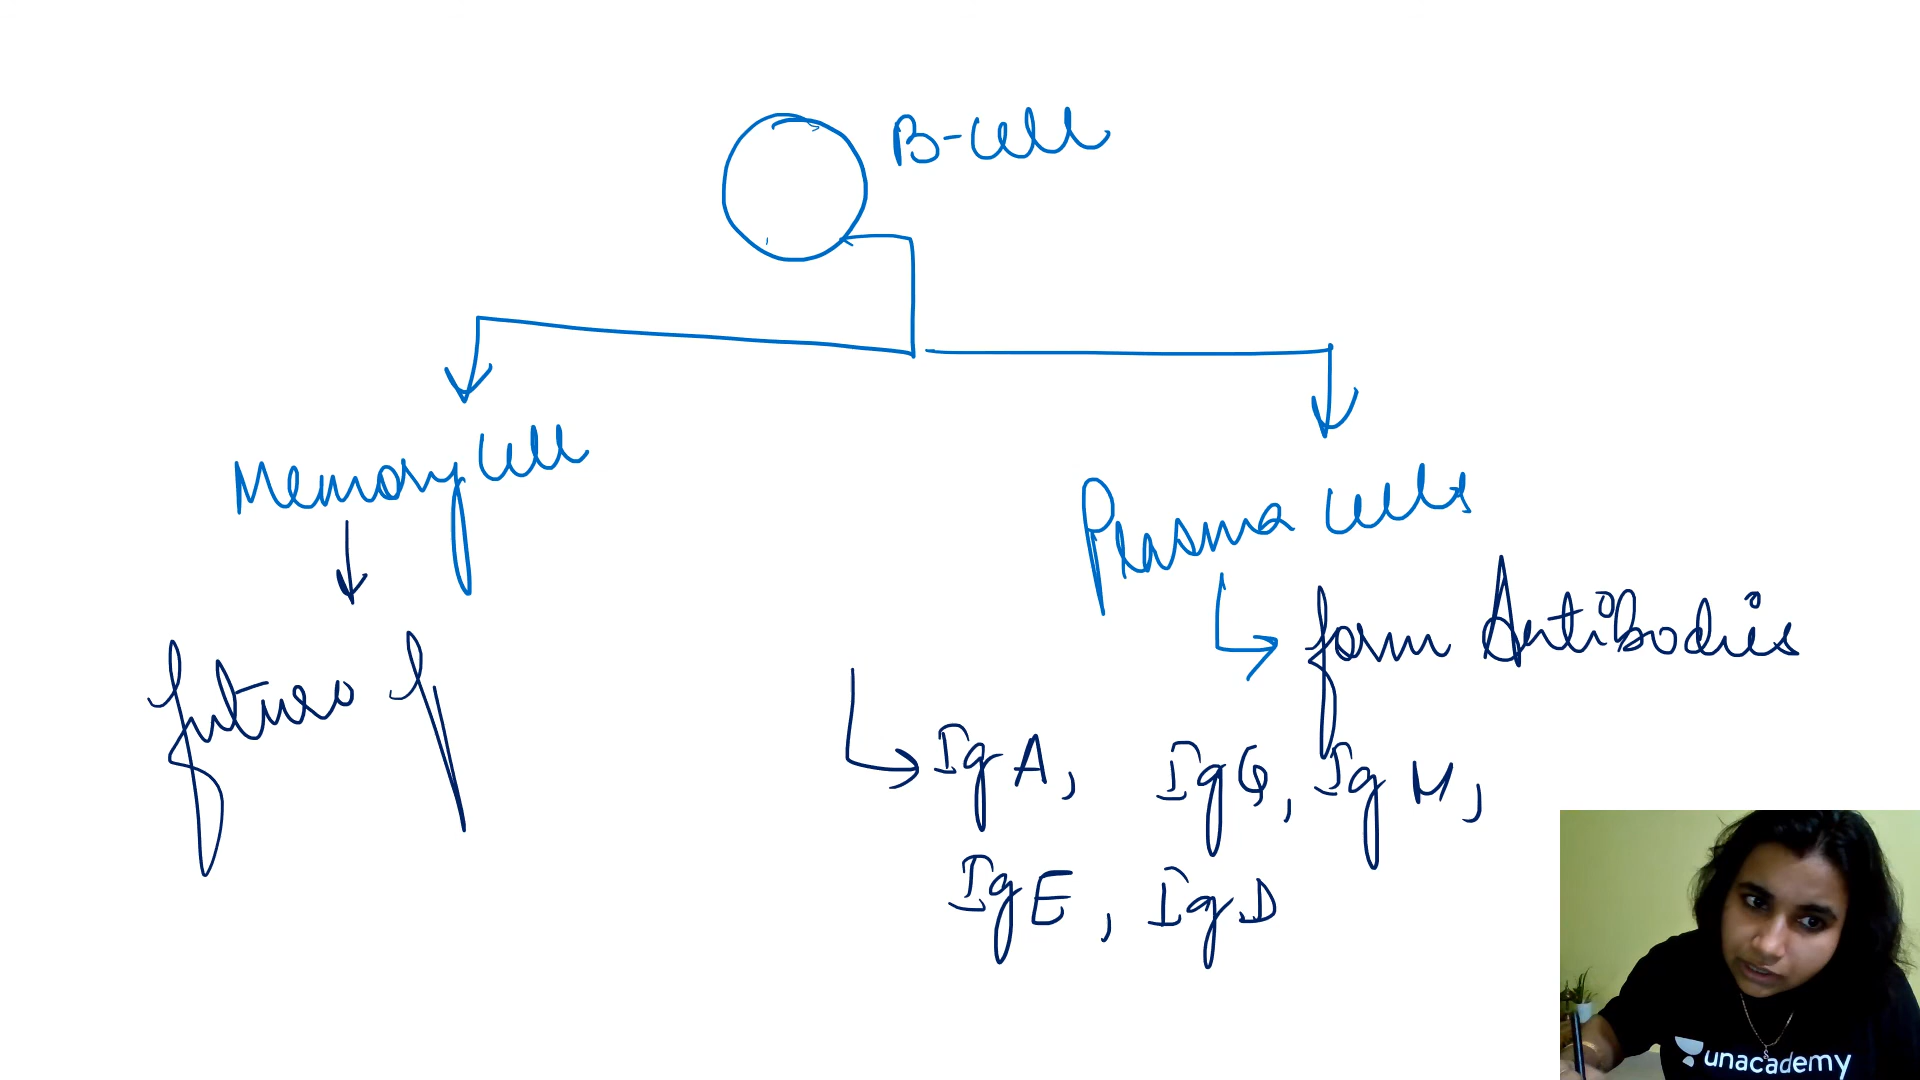 B-cell
Memory cell
Plasma cells
form AntiBodies
future
IgA, IgG, IgM,
IgE, IgD
unacademy